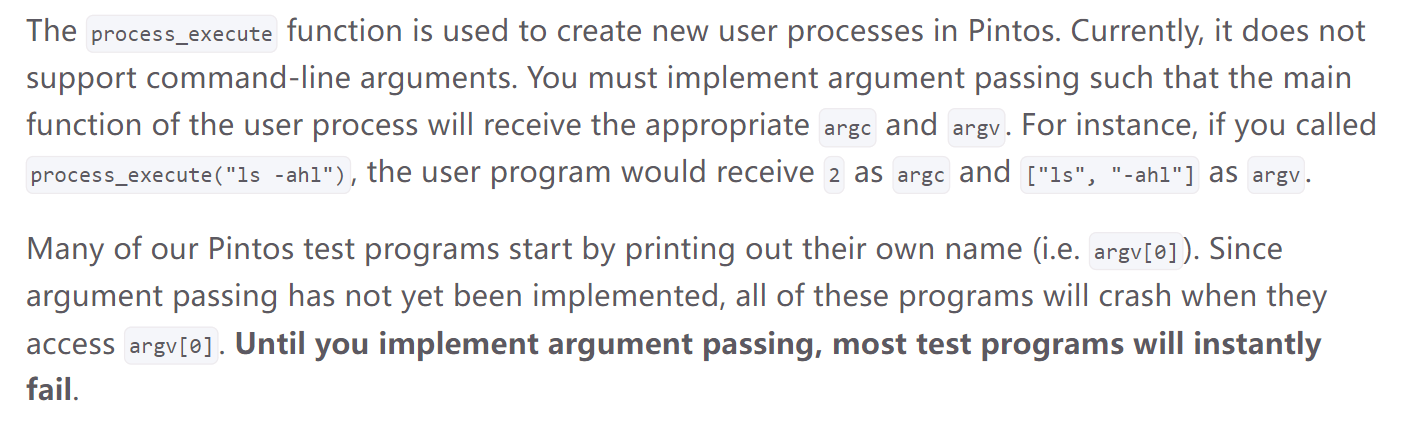 The process_execute function is used to create new user processes in Pintos. Currently, it does not
support command-line arguments. You must implement argument passing such that the main
function of the user process will receive the appropriate argc and argv. For instance, if you called
process_execute("ls -ahl"), the user program would receive 2 as argc and ["ls", "-ahl"] as argv.
Many of our Pintos test programs start by printing out their own name (i.e. argv[0]). Since
argument passing has not yet been implemented, all of these programs will crash when they
access argv[0]. Until you implement argument passing, most test programs will instantly
fail.